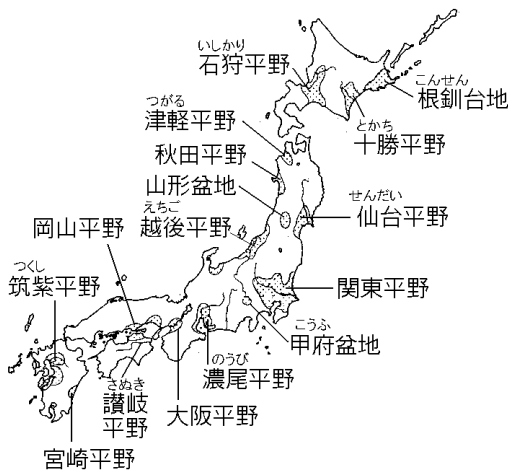 いしかり
石狩平野
こんせん
根釧台地
つがる
津軽平野
とかち
十勝平野
秋田平野
山形盆地
せんだい
仙台平野
えちご
越後平野
岡山平野
つくし
筑紫平野
関東平野
こうふ
甲府盆地
のうび
濃尾平野
さぬき
讃岐
平野
大阪平野
宮崎平野